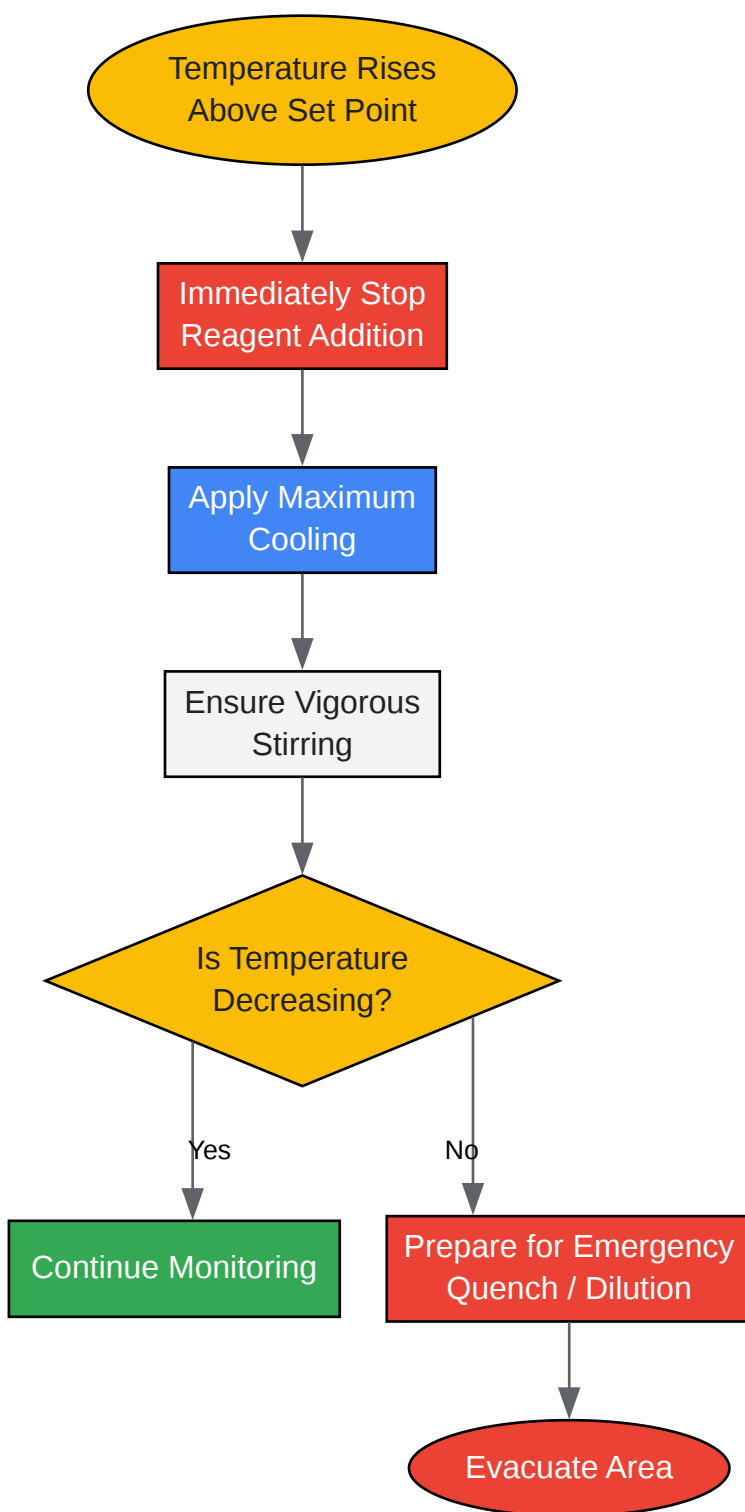 Temperature Rises
Above Set Point
Immediately Stop
Reagent Addition
Apply Maximum
Cooling
Ensure Vigorous
Stirring
Is Temperature
Decreasing?
Yes
No
Continue Monitoring
Prepare for Emergency
Quench / Dilution
Evacuate Area